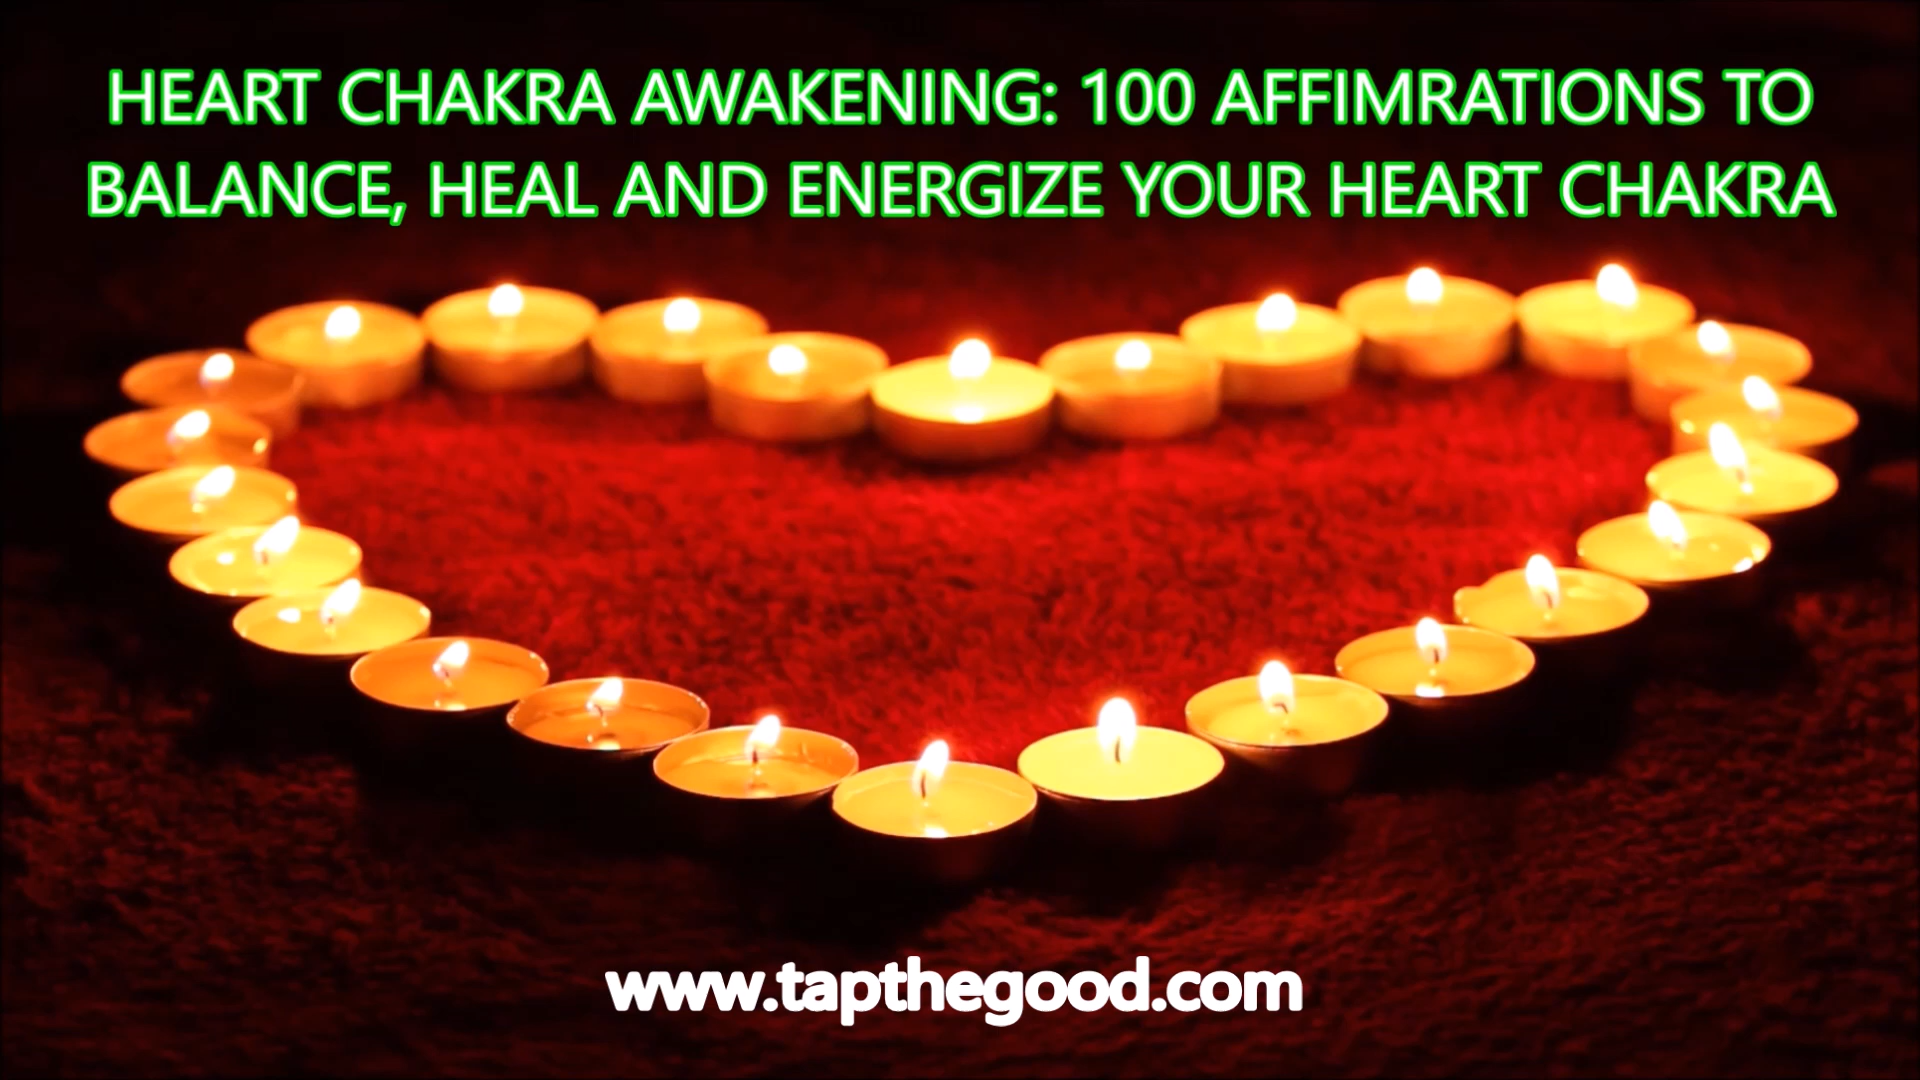 HEART CHAKRA AWAKENING: 100 AFFIMRATIONS TO
BALANCE, HEAL AND ENERGIZE YOUR HEART CHAKRA
www.tapthegood.com